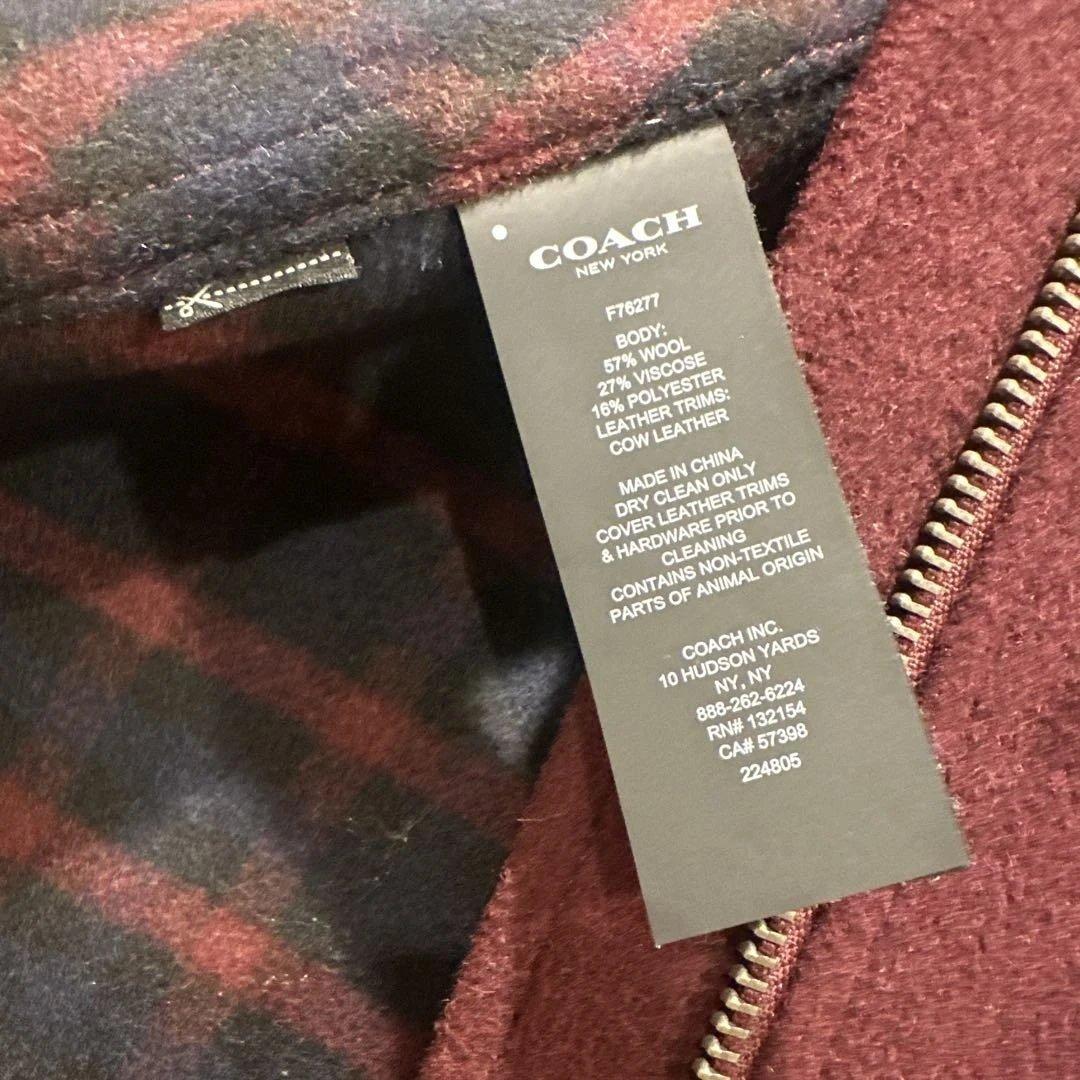 COACH
NEW YORK
F76277
BODY:
57% WOOL
27% VISCOSE
16% POLYESTER
LEATHER TRIMS:
COW LEATHER
MADE IN CHINA
DRY CLEAN ONLY
COVER LEATHER TRIMS
& HARDWARE PRIOR TO
CLEANING
CONTAINS NON-TEXTILE
PARTS OF ANIMAL ORIGIN
COACH INC.
10 HUDSON YARDS
NY, NY
888-262-6224
RN# 132154
CA# 57398
224805